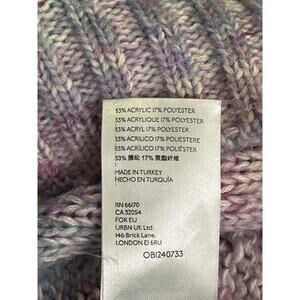 83% ACRYLIC 17% POLYESTER
83% ACRYLIQUE 17% POLYESTER
83% ACRYL 17% POLYESTER
83% ACRILICO 17% POLIESTERE
83% ACRÍLICO 17% POLIÉSTER
83% 腈纶 17% 聚酯纤维
MADE IN TURKEY
HECHO EN TURQUÍA
RN 66170
CA 32054
FOR EU
URBN UK Ltd
146 Brick Lane,
LONDON E1 6RU
OB1240733